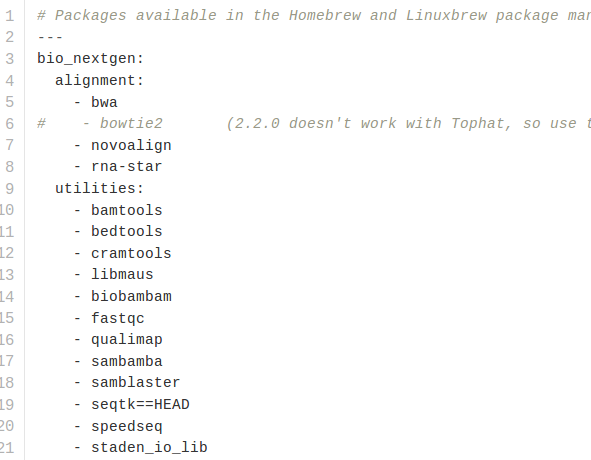 1 # Packages available in the Homebrew and Linuxbrew package
2 ---
3 bio_nextgen:
4   alignment:
5     - bwa
6 #    - bowtie2       (2.2.0 doesn't work with Tophat, so use
7     - novoalign
8     - rna-star
9   utilities:
10     - bamtools
11     - bedtools
12     - cramtools
13     - libmaus
14     - biobambam
15     - fastqc
16     - qualimap
17     - sambamba
18     - samblaster
19     - seqtk==HEAD
20     - speedseq
21     - staden_io_lib